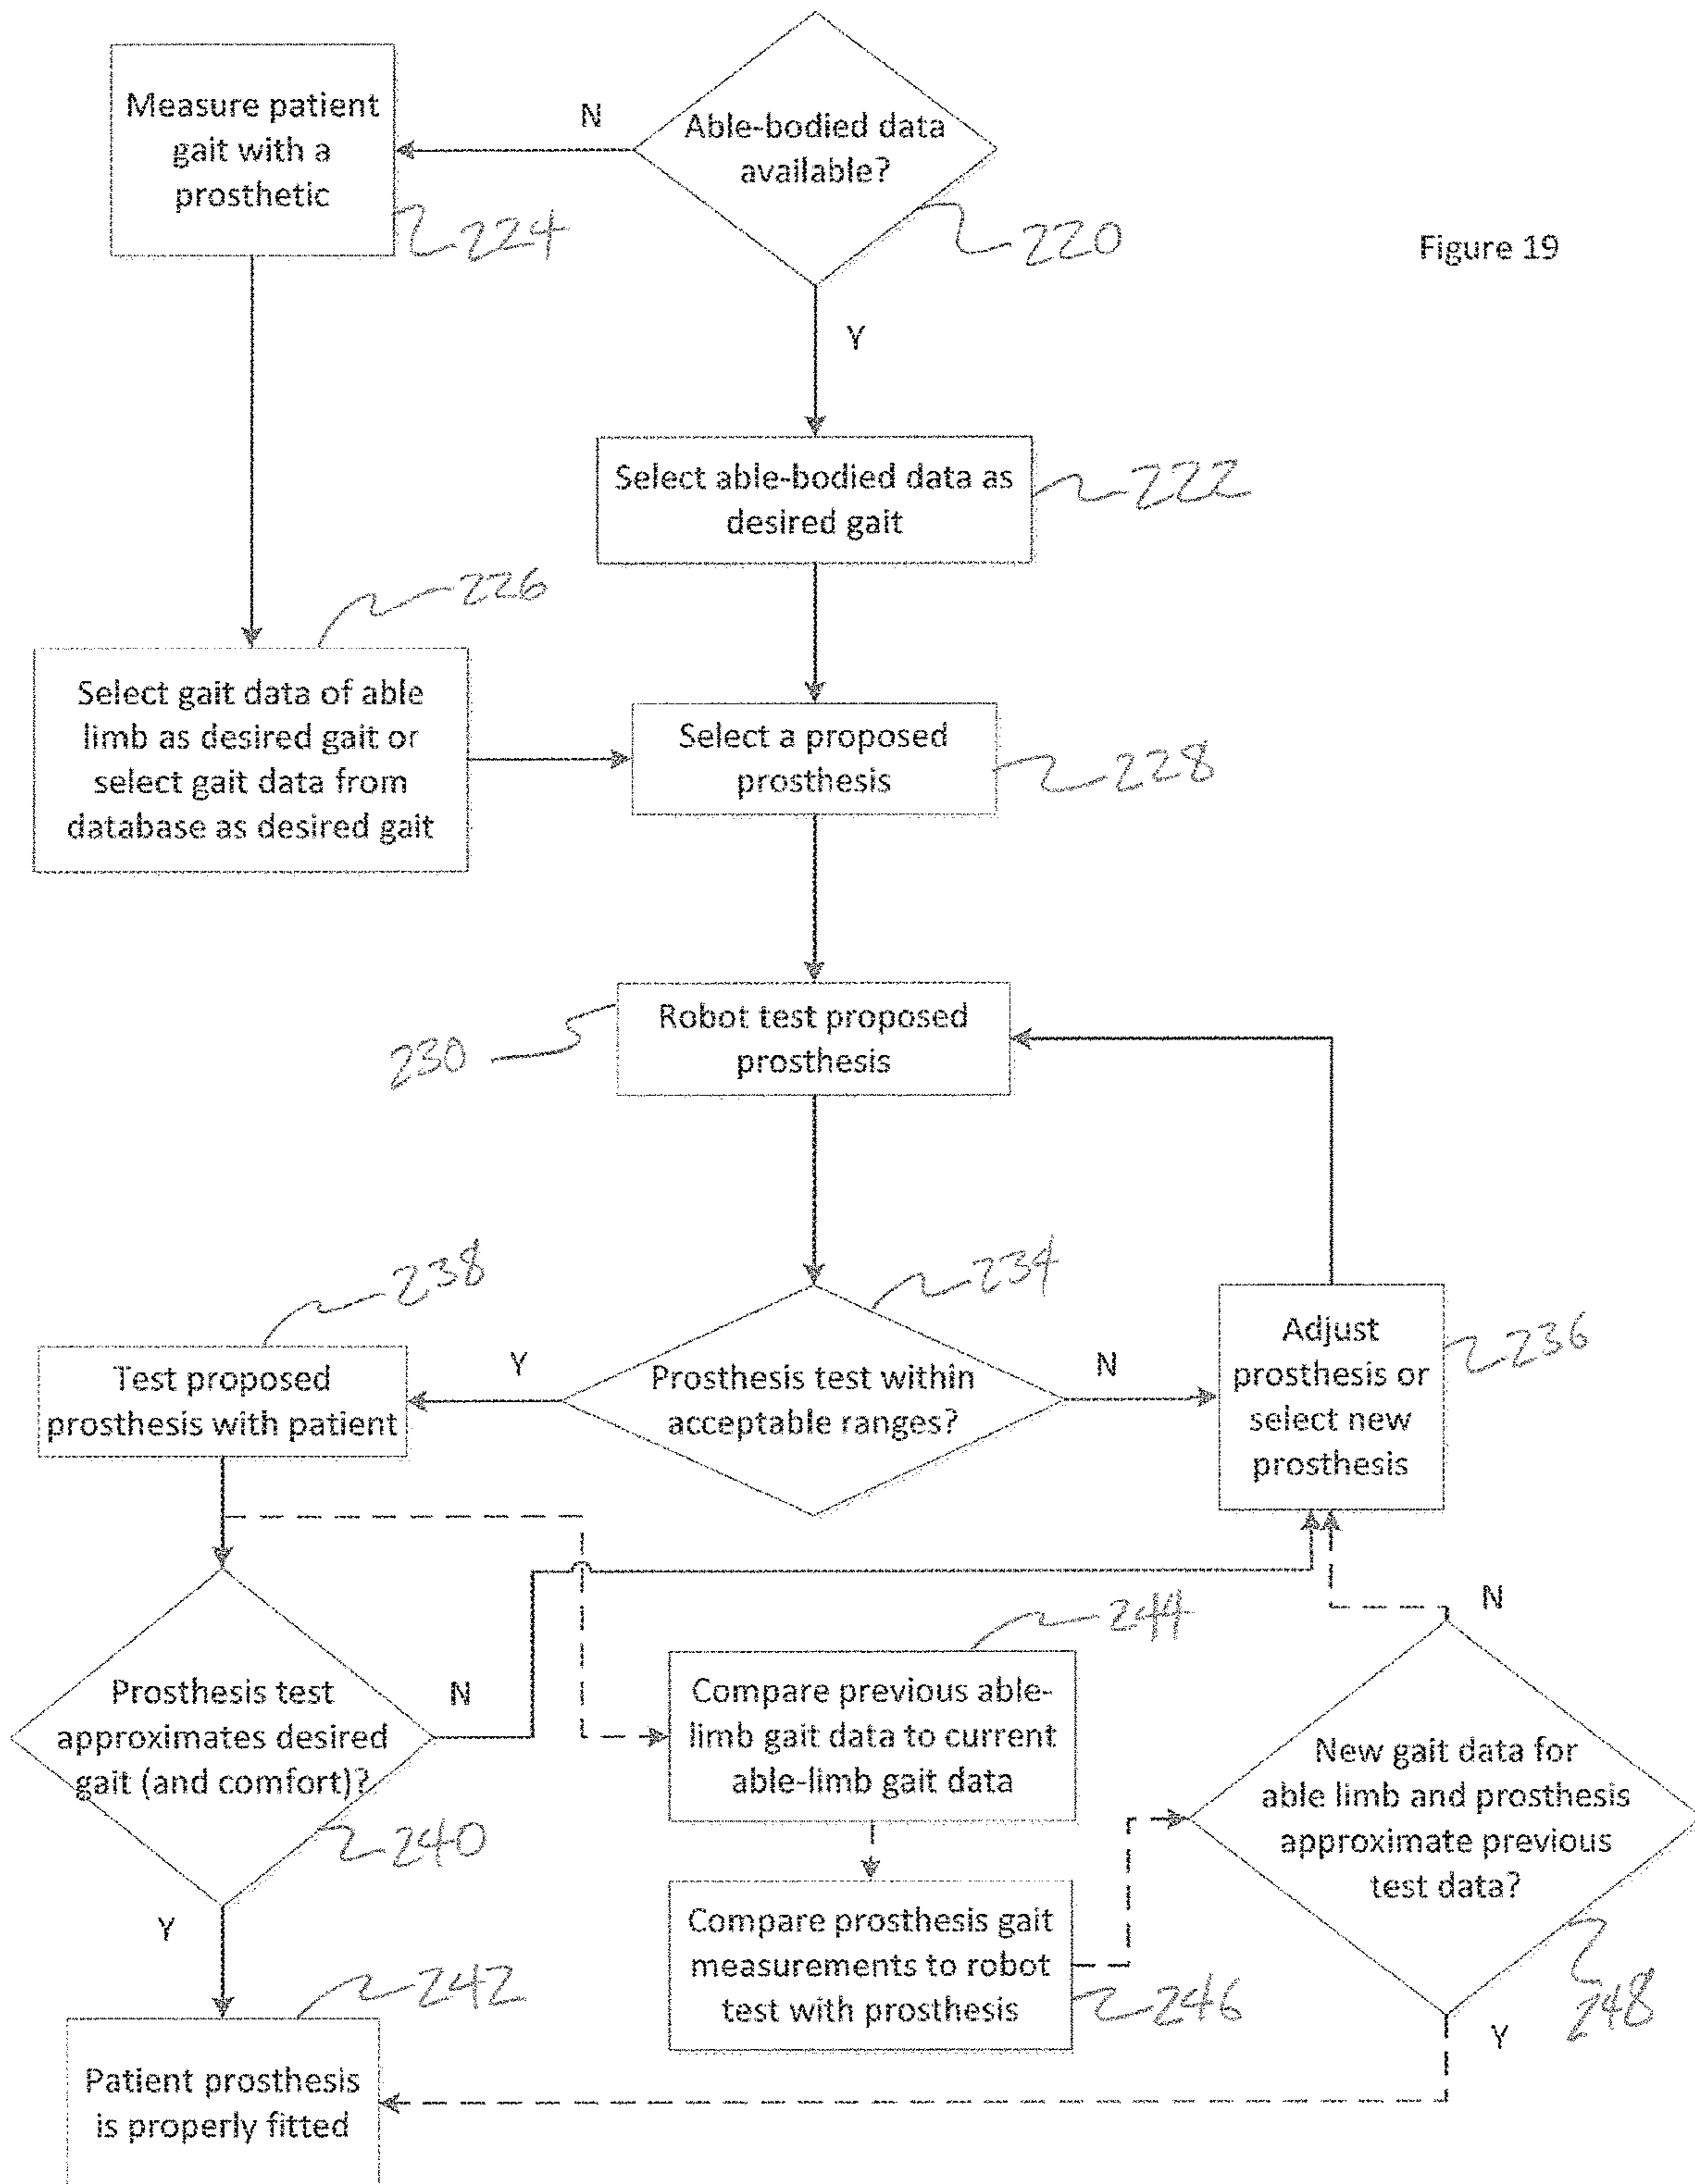 Able-bodied data
available?
N
Y
220
Measure patient
gait with a
prosthetic
224
Figure 19
Select able-bodied data as
desired gait
222
226
Select gait data of able
limb as desired gait or
select gait data from
database as desired gait
Select a proposed
prosthesis
228
Robot test proposed
prosthesis
230
234
Prosthesis test within
acceptable ranges?
Y
N
238
Test proposed
prosthesis with patient
Adjust
prosthesis or
select new
prosthesis
236
Prosthesis test
approximates desired
gait (and comfort)?
N
240
Y
244
Compare previous able-
limb gait data to current
able-limb gait data
Compare prosthesis gait
measurements to robot
test with prosthesis
246
N
New gait data for
able limb and prosthesis
approximate previous
test data?
248
Y
242
Patient prosthesis
is properly fitted